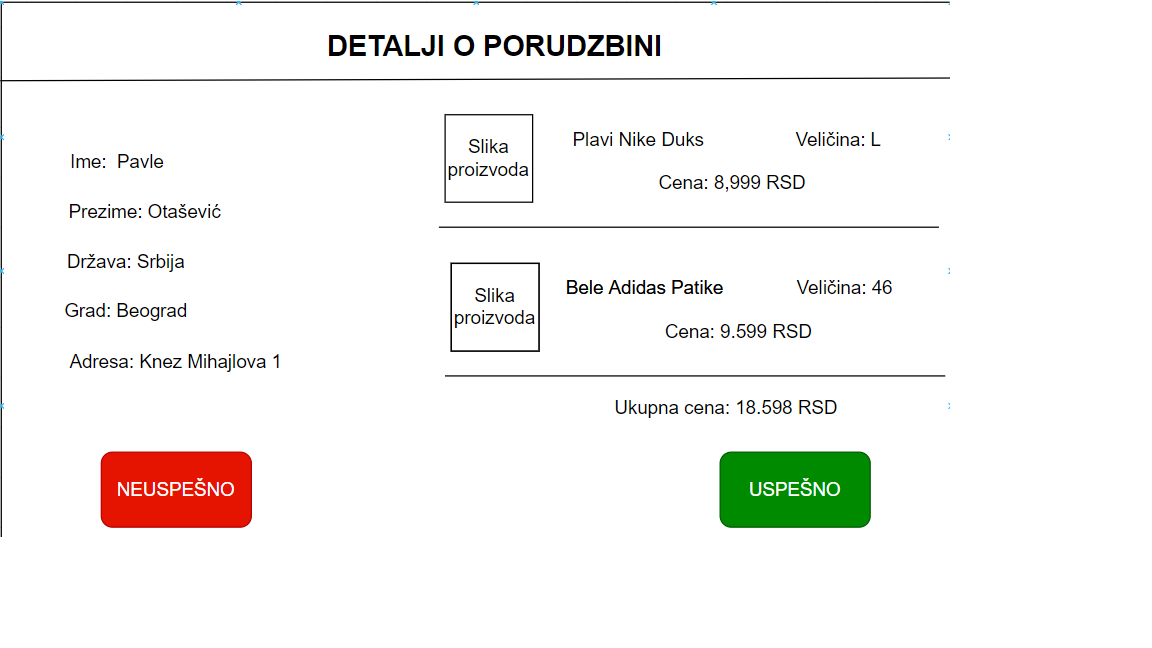 DETALJI O PORUDZBINI
Ime:  Pavle
Prezime: Otašević
Država: Srbija
Grad: Beograd
Adresa: Knez Mihajlova 1
Slika
proizvoda
Plavi Nike Duks
Veličina: L
Cena: 8,999 RSD
Slika
proizvoda
Bele Adidas Patike
Veličina: 46
Cena: 9.599 RSD
Ukupna cena: 18.598 RSD
NEUSPEŠNO
USPEŠNO